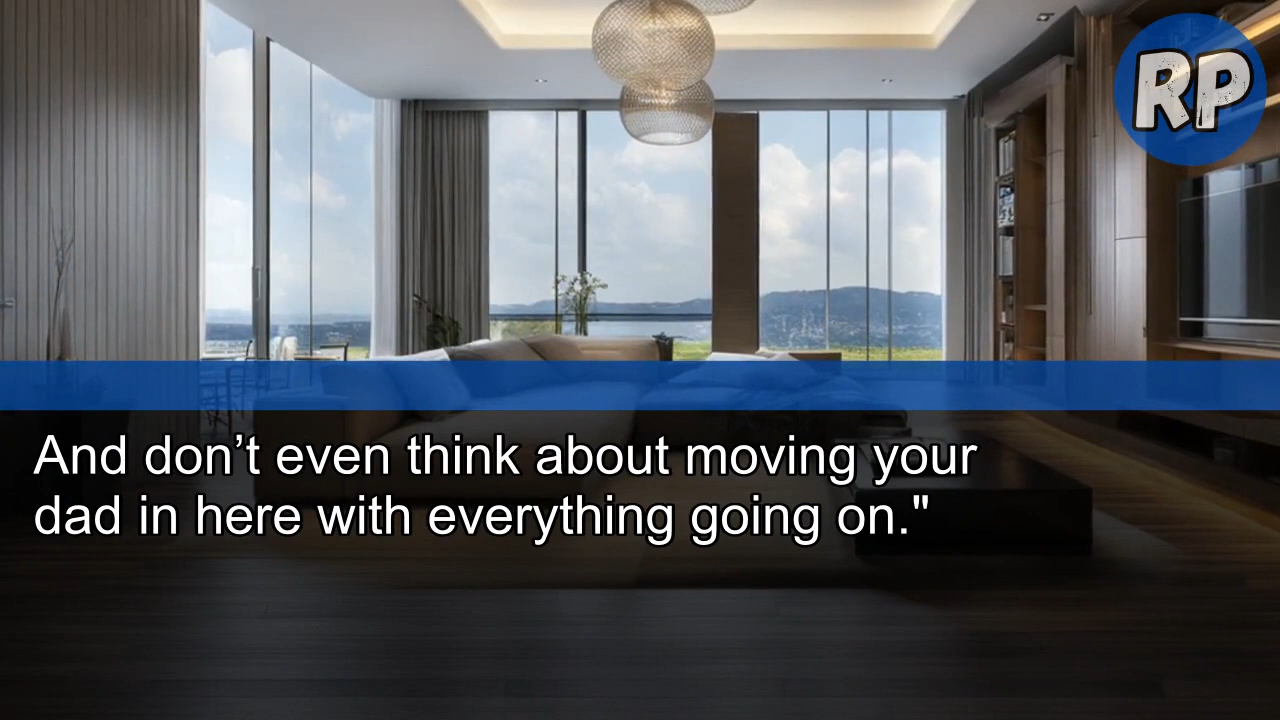 RP
And don’t even think about moving your
dad in here with everything going on."